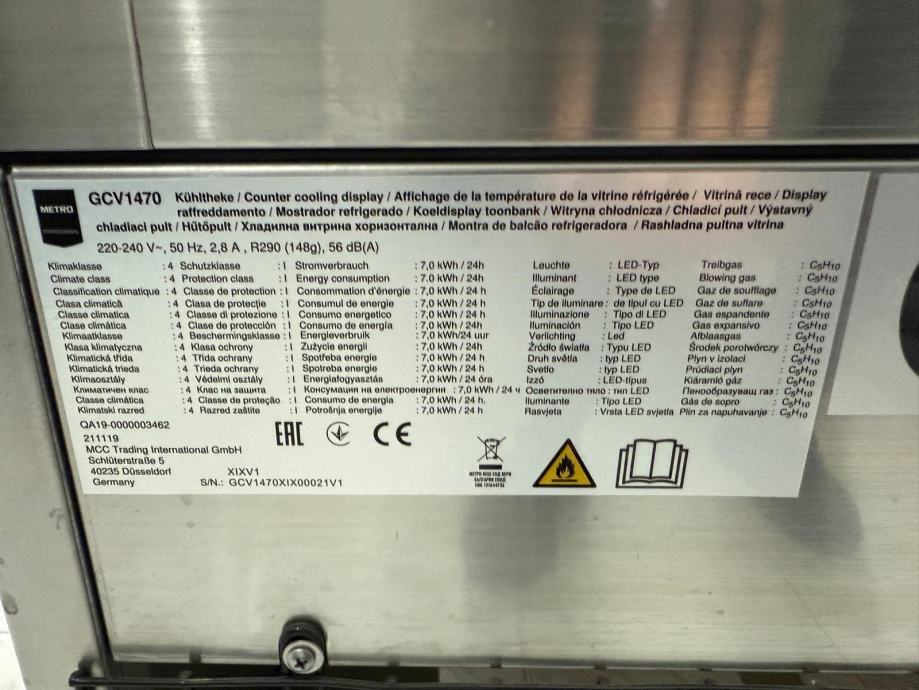 METRO
GCV1470 Kühltheke / Counter cooling display / Affichage de la température de la vitrine réfrigérée / Vitrină rece / Display
raffreddamento / Mostrador refrigerado / Koeldisplay toonbank / Witryna chłodnicza / Chladicí pult / Výstavný
chladiaci pult / Hűtőpult / Хладилна витрина хоризонтална / Montra de balcão refrigeradora / Rashladna pultna vitrina
220-240 V~, 50 Hz, 2,8 A , R290 (148g), 56 dB(A)
Klimaklasse : 4 Schutzklasse : I Stromverbrauch : 7,0 kWh / 24h Leuchte : LED-Typ Treibgas : C5H10
Climate class : 4 Protection class : I Energy consumption : 7,0 kWh / 24h Illuminant : LED type Blowing gas : C5H10
Classification climatique : 4 Classe de protection : I Consommation d'énergie : 7,0 kWh / 24h Éclairage : Type de LED Gaz de soufflage : C5H10
Clasa climatică : 4 Clasa de protecție : I Consumul de energie : 7,0 kWh / 24 h Tip de iluminare : de tipul cu LED Gaz de suflare : C5H10
Classe climatica : 4 Classe di protezione : I Consumo energetico : 7,0 kWh / 24 h Illuminazione : Tipo di LED Gas espandente : C5H10
Clase climática : 4 Clase de protección : I Consumo de energía : 7,0 kWh / 24 h Iluminación : Tipo LED Gas expansivo : C5H10
Klimaatklasse : 4 Beschermingsklasse : I Energieverbruik : 7,0 kWh/24 uur Verlichting : Led Afblaasgas : C5H10
Klasa klimatyczna : 4 Klasa ochrony : I Zużycie energii : 7,0 kWh / 24h Źródło światła : Typu LED Środek porotwórczy : C5H10
Klimatická třída : 4 Třída ochrany : I Spotřeba energie : 7,0 kWh / 24 h Druh světla : typ LED Plyn v izolaci : C5H10
Klimatická trieda : 4 Trieda ochrany : I Spotreba energie : 7,0 kWh / 24 h Svetlo : typ LED Prúdiaci plyn : C5H10
Klímaosztály : 4 Védelmi osztály : I Energiafogyasztás : 7,0 kWh / 24 óra Izzó : LED-típus Kiáramló gáz : C5H10
Климатичен клас : 4 Клас на защита : I Консумация на електроенергия : 7,0 kWh / 24 ч Осветително тяло : тип LED Пенообразуващ газ : C5H10
Classe climática : 4 Classe de proteção : I Consumo de energia : 7,0 kWh / 24 h. Iluminante : Tipo LED Gás de sopro : C5H10
Klimatski razred : 4 Razred zaštite : I Potrošnja energije : 7,0 kWh / 24 h Rasvjeta : Vrsta LED svjetla Plin za napuhavanje : C5H10
QA19-0000003462
211119
MCC Trading International GmbH
Schlüterstraße 5
40235 Düsseldorf XIXV1
Germany S/N.: GCV1470XIX00021V1
EAC CE